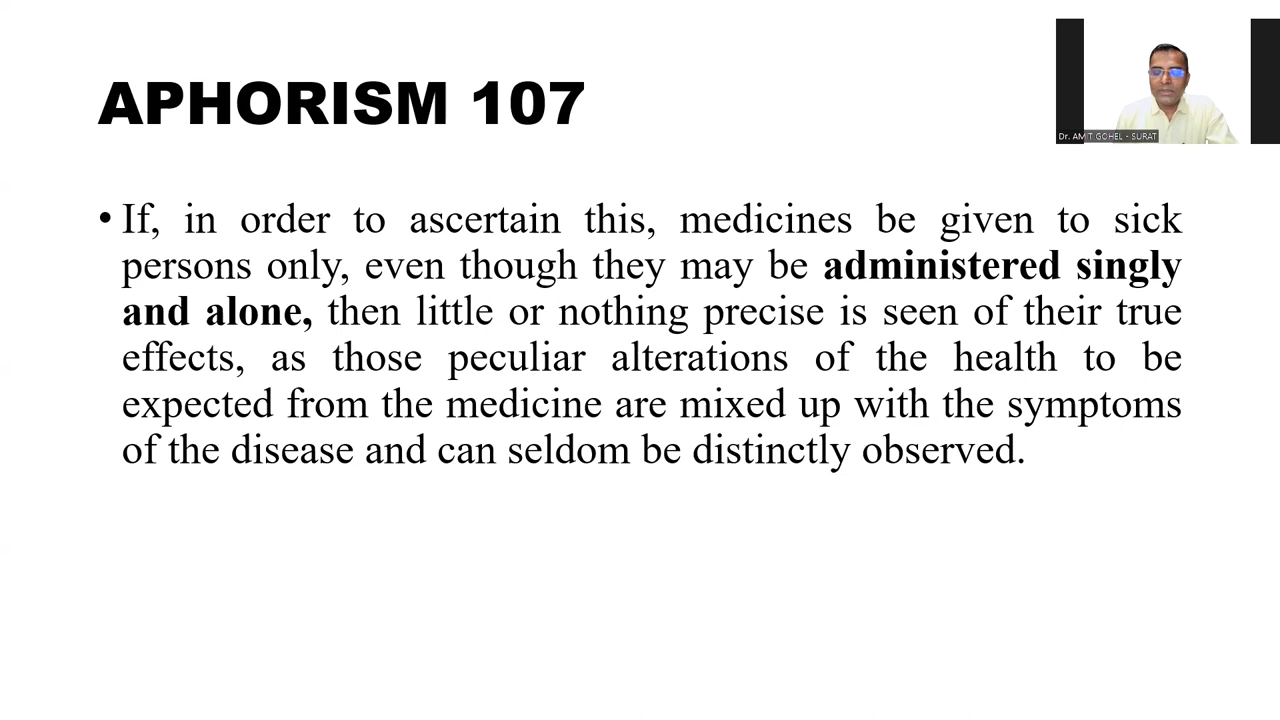 APHORISM 107
Dr. AMIT GOHEL - SURAT
• If, in order to ascertain this, medicines be given to sick
persons only, even though they may be administered singly
and alone, then little or nothing precise is seen of their true
effects, as those peculiar alterations of the health to be
expected from the medicine are mixed up with the symptoms
of the disease and can seldom be distinctly observed.